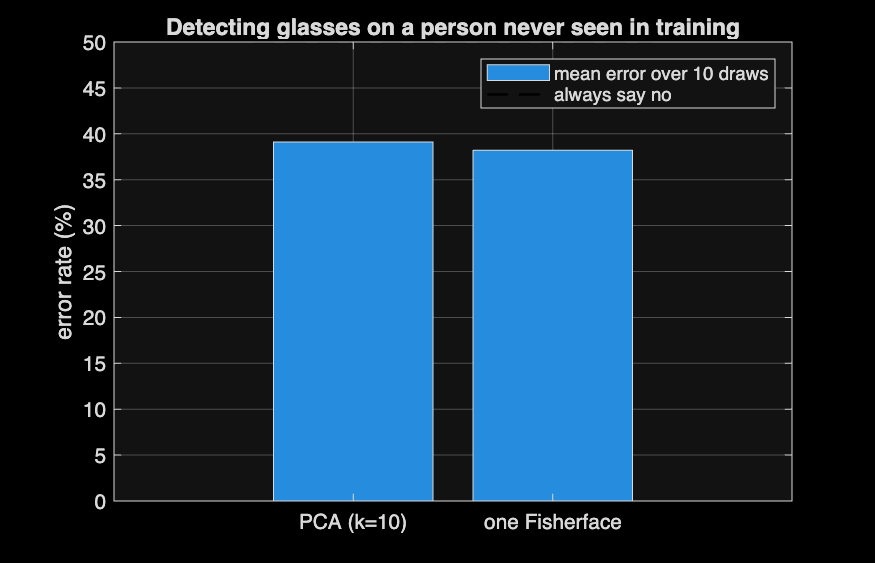 Detecting glasses on a person never seen in training
50
45
40
35
30
25
20
15
10
5
0
error rate (%)
mean error over 10 draws
always say no
PCA (k=10)
one Fisherface